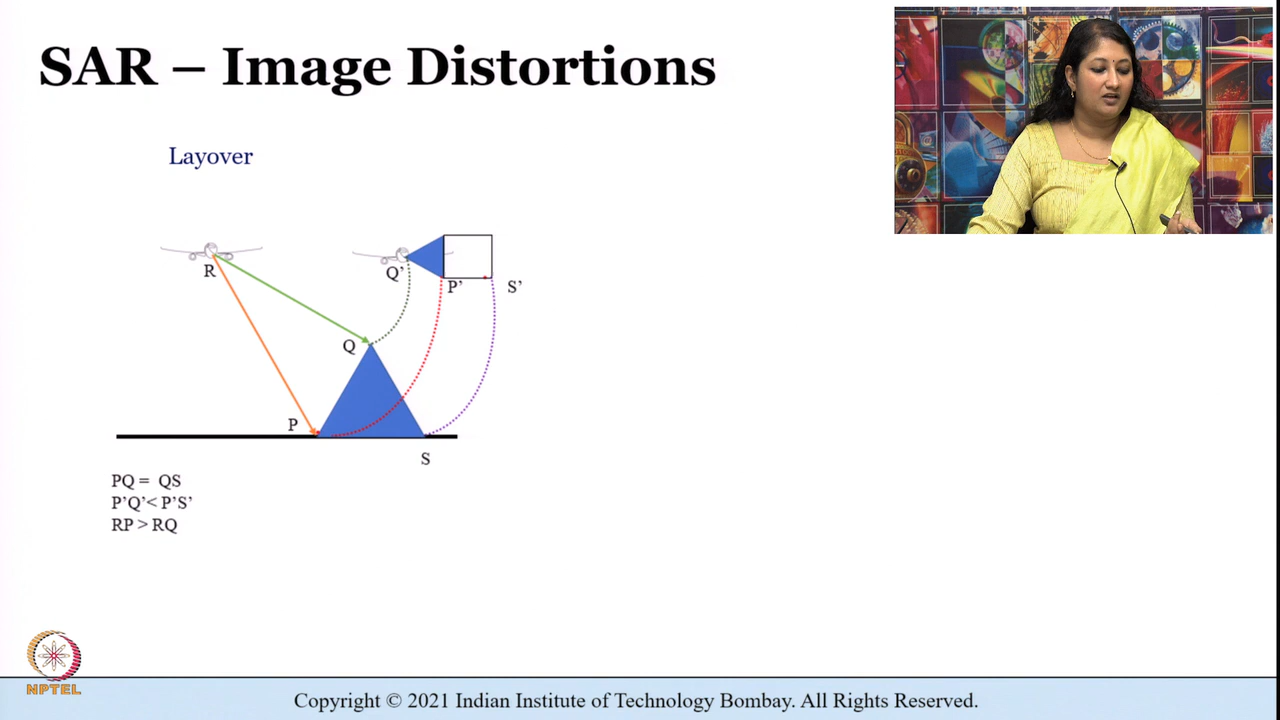 SAR – Image Distortions
Layover
R
Q’
P’
S’
Q
P
S
PQ = QS
P’Q’< P’S’
RP > RQ
NPTEL
Copyright © 2021 Indian Institute of Technology Bombay. All Rights Reserved.